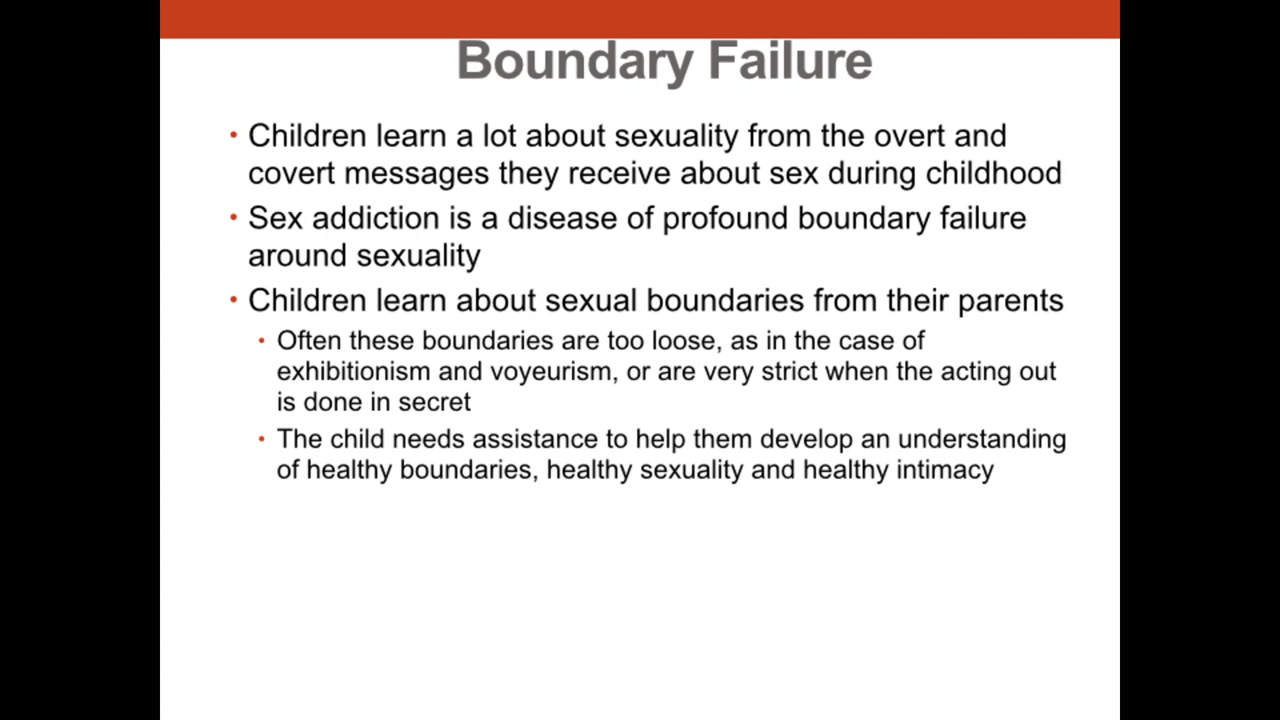 Boundary Failure
• Children learn a lot about sexuality from the overt and
covert messages they receive about sex during childhood
• Sex addiction is a disease of profound boundary failure
around sexuality
• Children learn about sexual boundaries from their parents
• Often these boundaries are too loose, as in the case of
exhibitionism and voyeurism, or are very strict when the acting out
is done in secret
• The child needs assistance to help them develop an understanding
of healthy boundaries, healthy sexuality and healthy intimacy